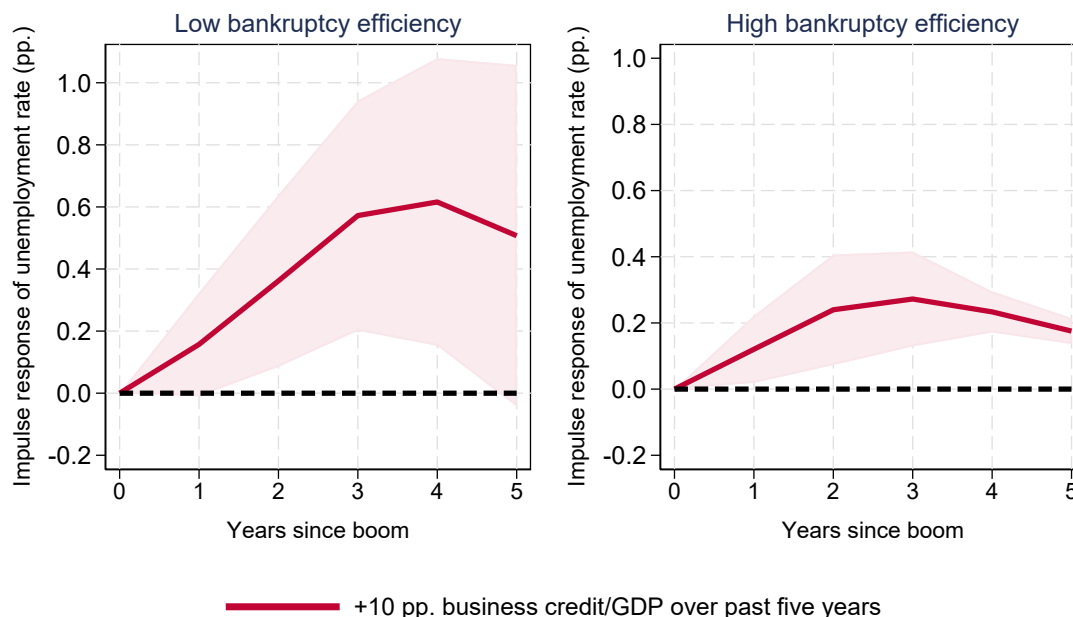 Low bankruptcy efficiency
Impulse response of unemployment rate (pp.)
1.0
0.8
0.6
0.4
0.2
0.0
-0.2
0 1 2 3 4 5
Years since boom
High bankruptcy efficiency
Impulse response of unemployment rate (pp.)
1.0
0.8
0.6
0.4
0.2
0.0
-0.2
0 1 2 3 4 5
Years since boom
+10 pp. business credit/GDP over past five years